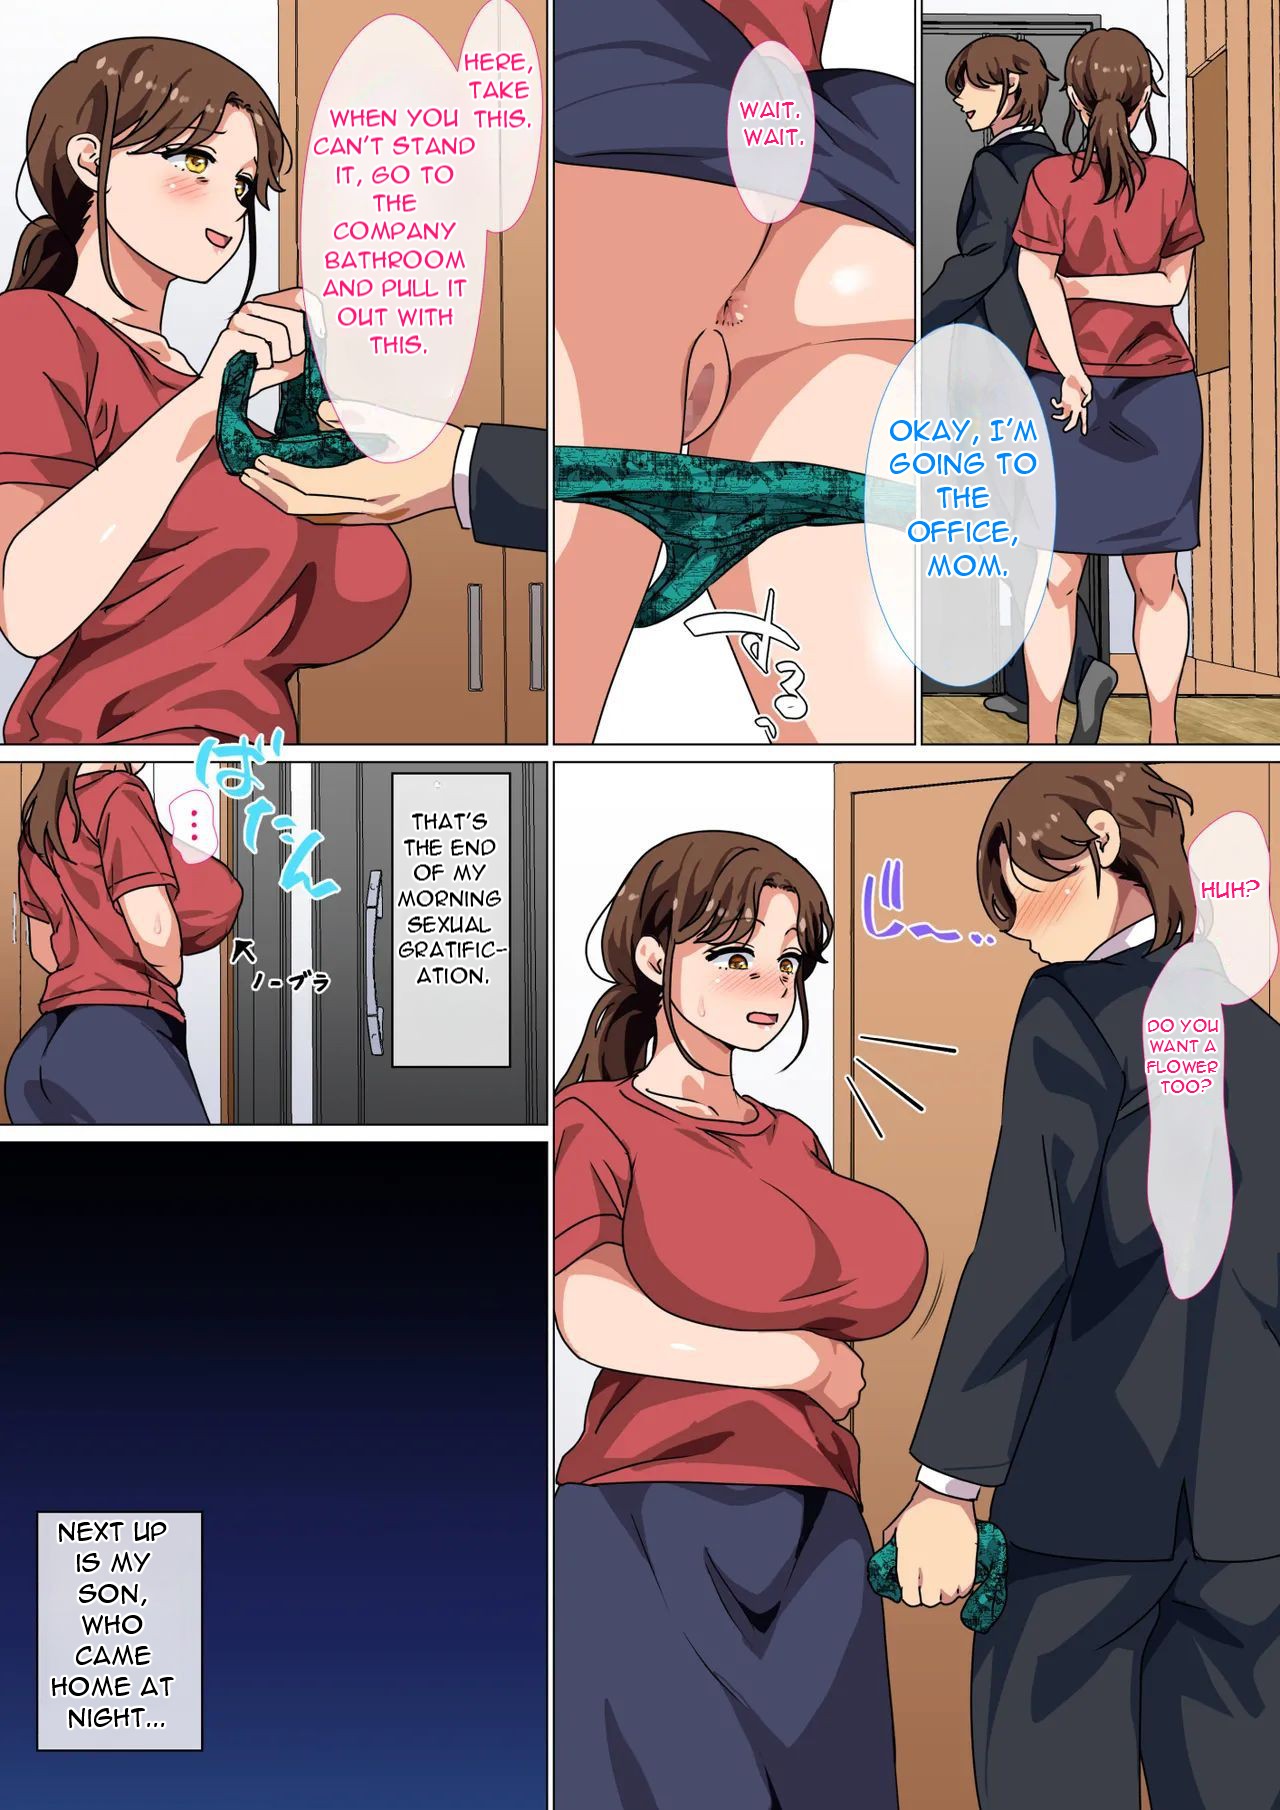 OKAY, I'M
GOING TO
THE
OFFICE,
MOM.
WAIT.
WAIT.
する
HERE,
TAKE
THIS.
WHEN YOU
CAN'T STAND
IT, GO TO
THE
COMPANY
BATHROOM
AND PULL IT
OUT WITH
THIS.
HUH?
DO YOU
WANT A
FLOWER
TOO?
じ〜..
THAT'S
THE END
OF MY
MORNING
SEXUAL
GRATIFIC-
ATION.
ばたん
...
ノーブラ
NEXT UP
IS MY
SON,
WHO
CAME
HOME AT
NIGHT...